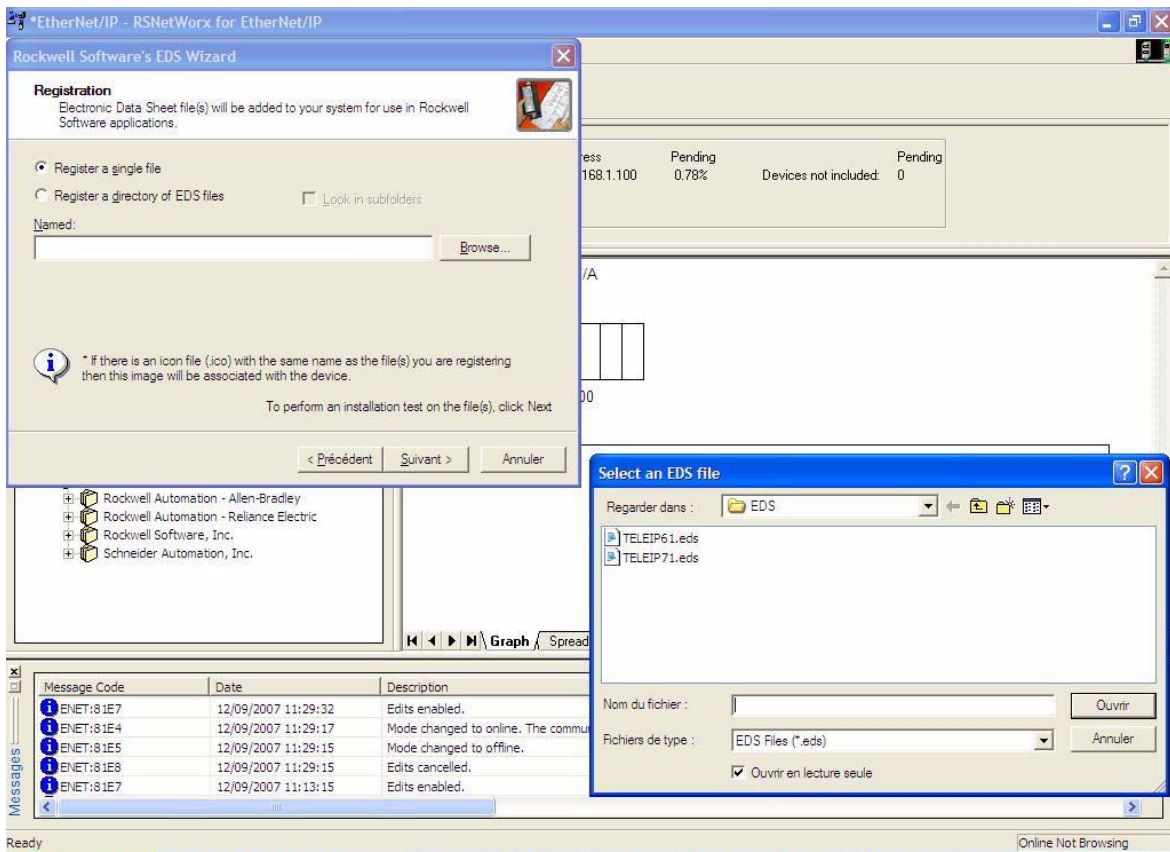 *EtherNet/IP - RSNetWorx for EtherNet/IP
Rockwell Software's EDS Wizard
Registration
Electronic Data Sheet file(s) will be added to your system for use in Rockwell
Software applications.
Register a single file
Register a directory of EDS files
Look in subfolders
Named:
Browse...
* If there is an icon file (.ico) with the same name as the file(s) you are registering
then this image will be associated with the device.
To perform an installation test on the file(s), click Next
< Précédent
Suivant >
Annuler
Pending
Pending
168.1.100
0.78%
Devices not included:
0
/A
00
Rockwell Automation - Allen-Bradley
Rockwell Automation - Reliance Electric
Rockwell Software, Inc.
Schneider Automation, Inc.
Graph
Spread
Select an EDS file
Regarder dans :
EDS
TELEIP61.eds
TELEIP71.eds
Nom du fichier :
Ouvrir
Fichiers de type :
EDS Files (*.eds)
Annuler
Ouvrir en lecture seule
Messages
Message Code
Date
Description
ENET:81E7
12/09/2007 11:29:32
Edits enabled.
ENET:81E4
12/09/2007 11:29:17
Mode changed to online. The commu
ENET:81E5
12/09/2007 11:29:15
Mode changed to offline.
ENET:81E8
12/09/2007 11:29:15
Edits cancelled.
ENET:81E7
12/09/2007 11:13:15
Edits enabled.
Ready
Online Not Browsing